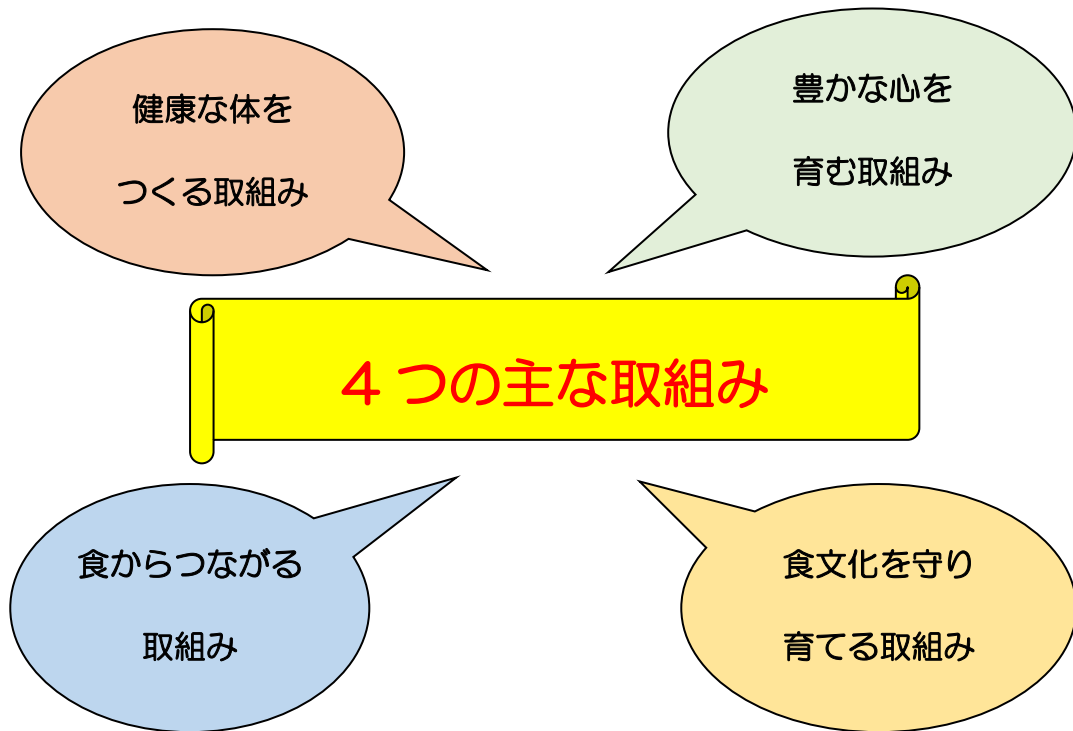 健康な体を
つくる取組み
豊かな心を
育む取組み
4つの主な取組み
食からつながる
取組み
食文化を守り
育てる取組み